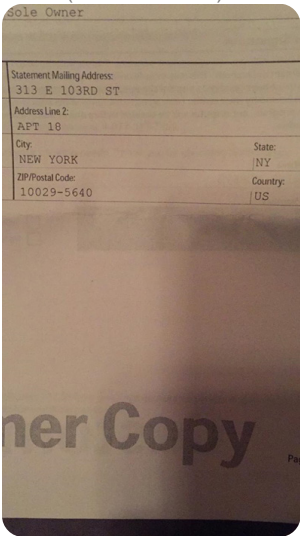 Sole Owner
Statement Mailing Address:
313 E 103RD ST
Address Line 2:
APT 18
City: State:
NEW YORK NY
ZIP/Postal Code: Country:
10029-5640 US
ner Copy
Pa